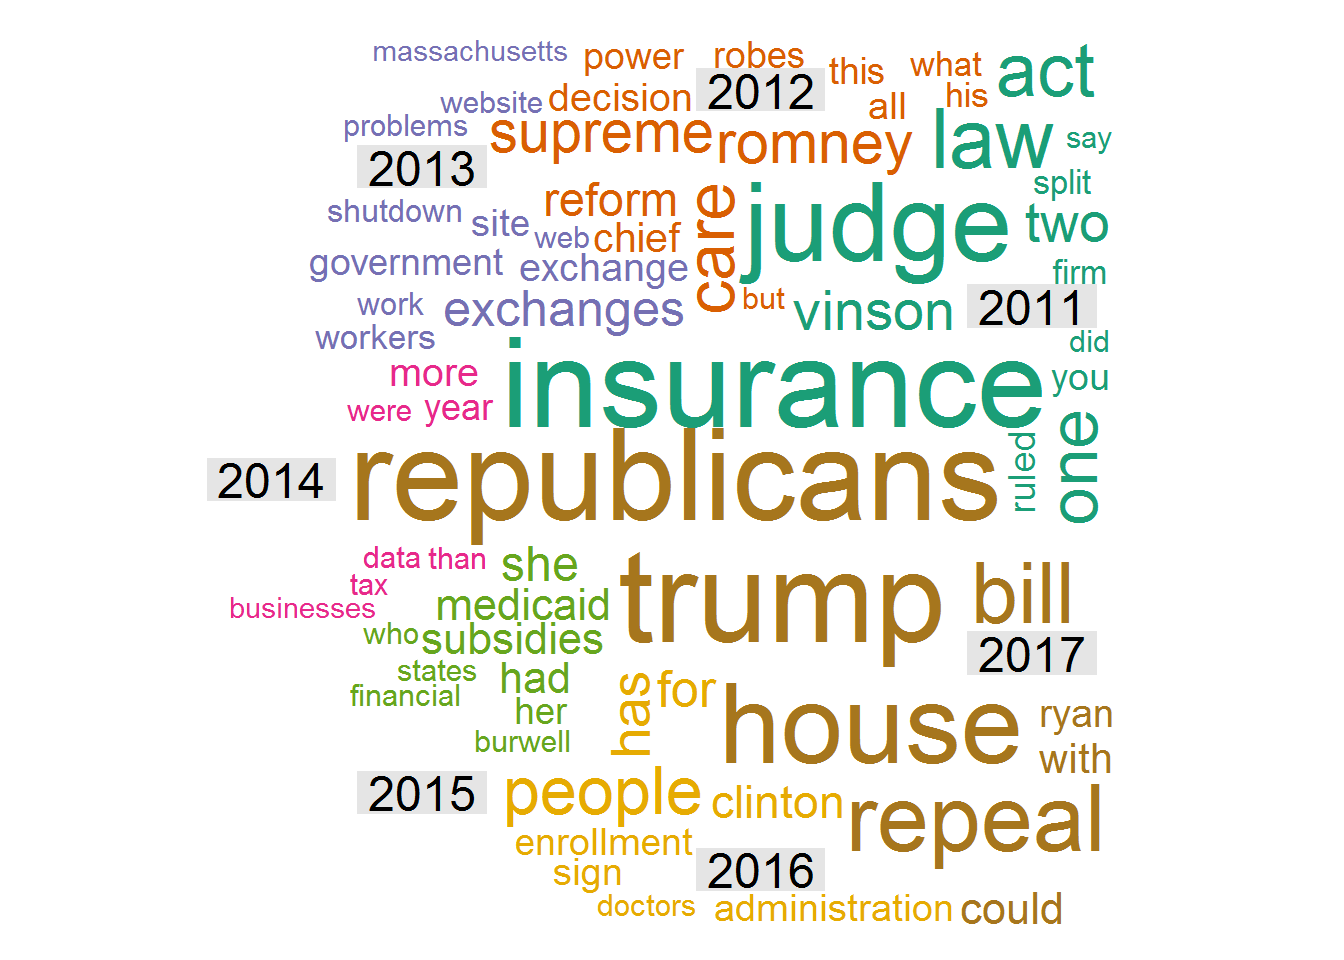 massachusetts power robes this what act
website decision 2012 all his
problems supreme romney law say
2013 reform care judge split
shutdown site web chief two
government exchange firm
work exchanges but vinson 2011
workers did
more insurance you
were year
2014 republicans ruled one
data than she trump bill
tax medicaid
businesses who subsidies 2017
states had has for house ryan
financial her
burwell with
2015 people clinton repeal
enrollment 2016
sign
doctors administration could